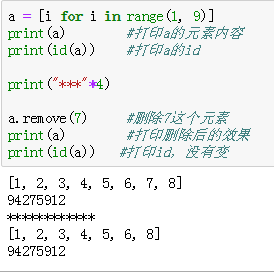 a = [i for i in range(1, 9)]
print(a)      #打印a的元素内容
print(id(a))   #打印a的id
print("***"*4)
a.remove(7)     #删除7这个元素
print(a)      #打印删除后的效果
print(id(a))   #打印id，没有变
[1, 2, 3, 4, 5, 6, 7, 8]
94275912
************
[1, 2, 3, 4, 5, 6, 8]
94275912